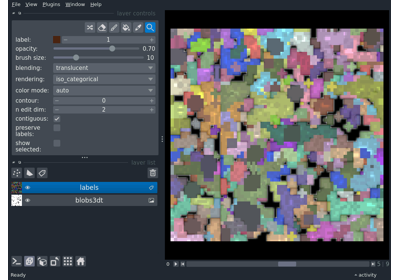 File View Plugins Window Help
layer controls
label: 1
opacity: 0.70
brush size: 10
blending: translucent
rendering: iso_categorical
color mode: auto
contour: 0
n edit dim: 2
contiguous:
preserve
labels:
show
selected:
layer list
labels
blobs3dt
Ready
activity